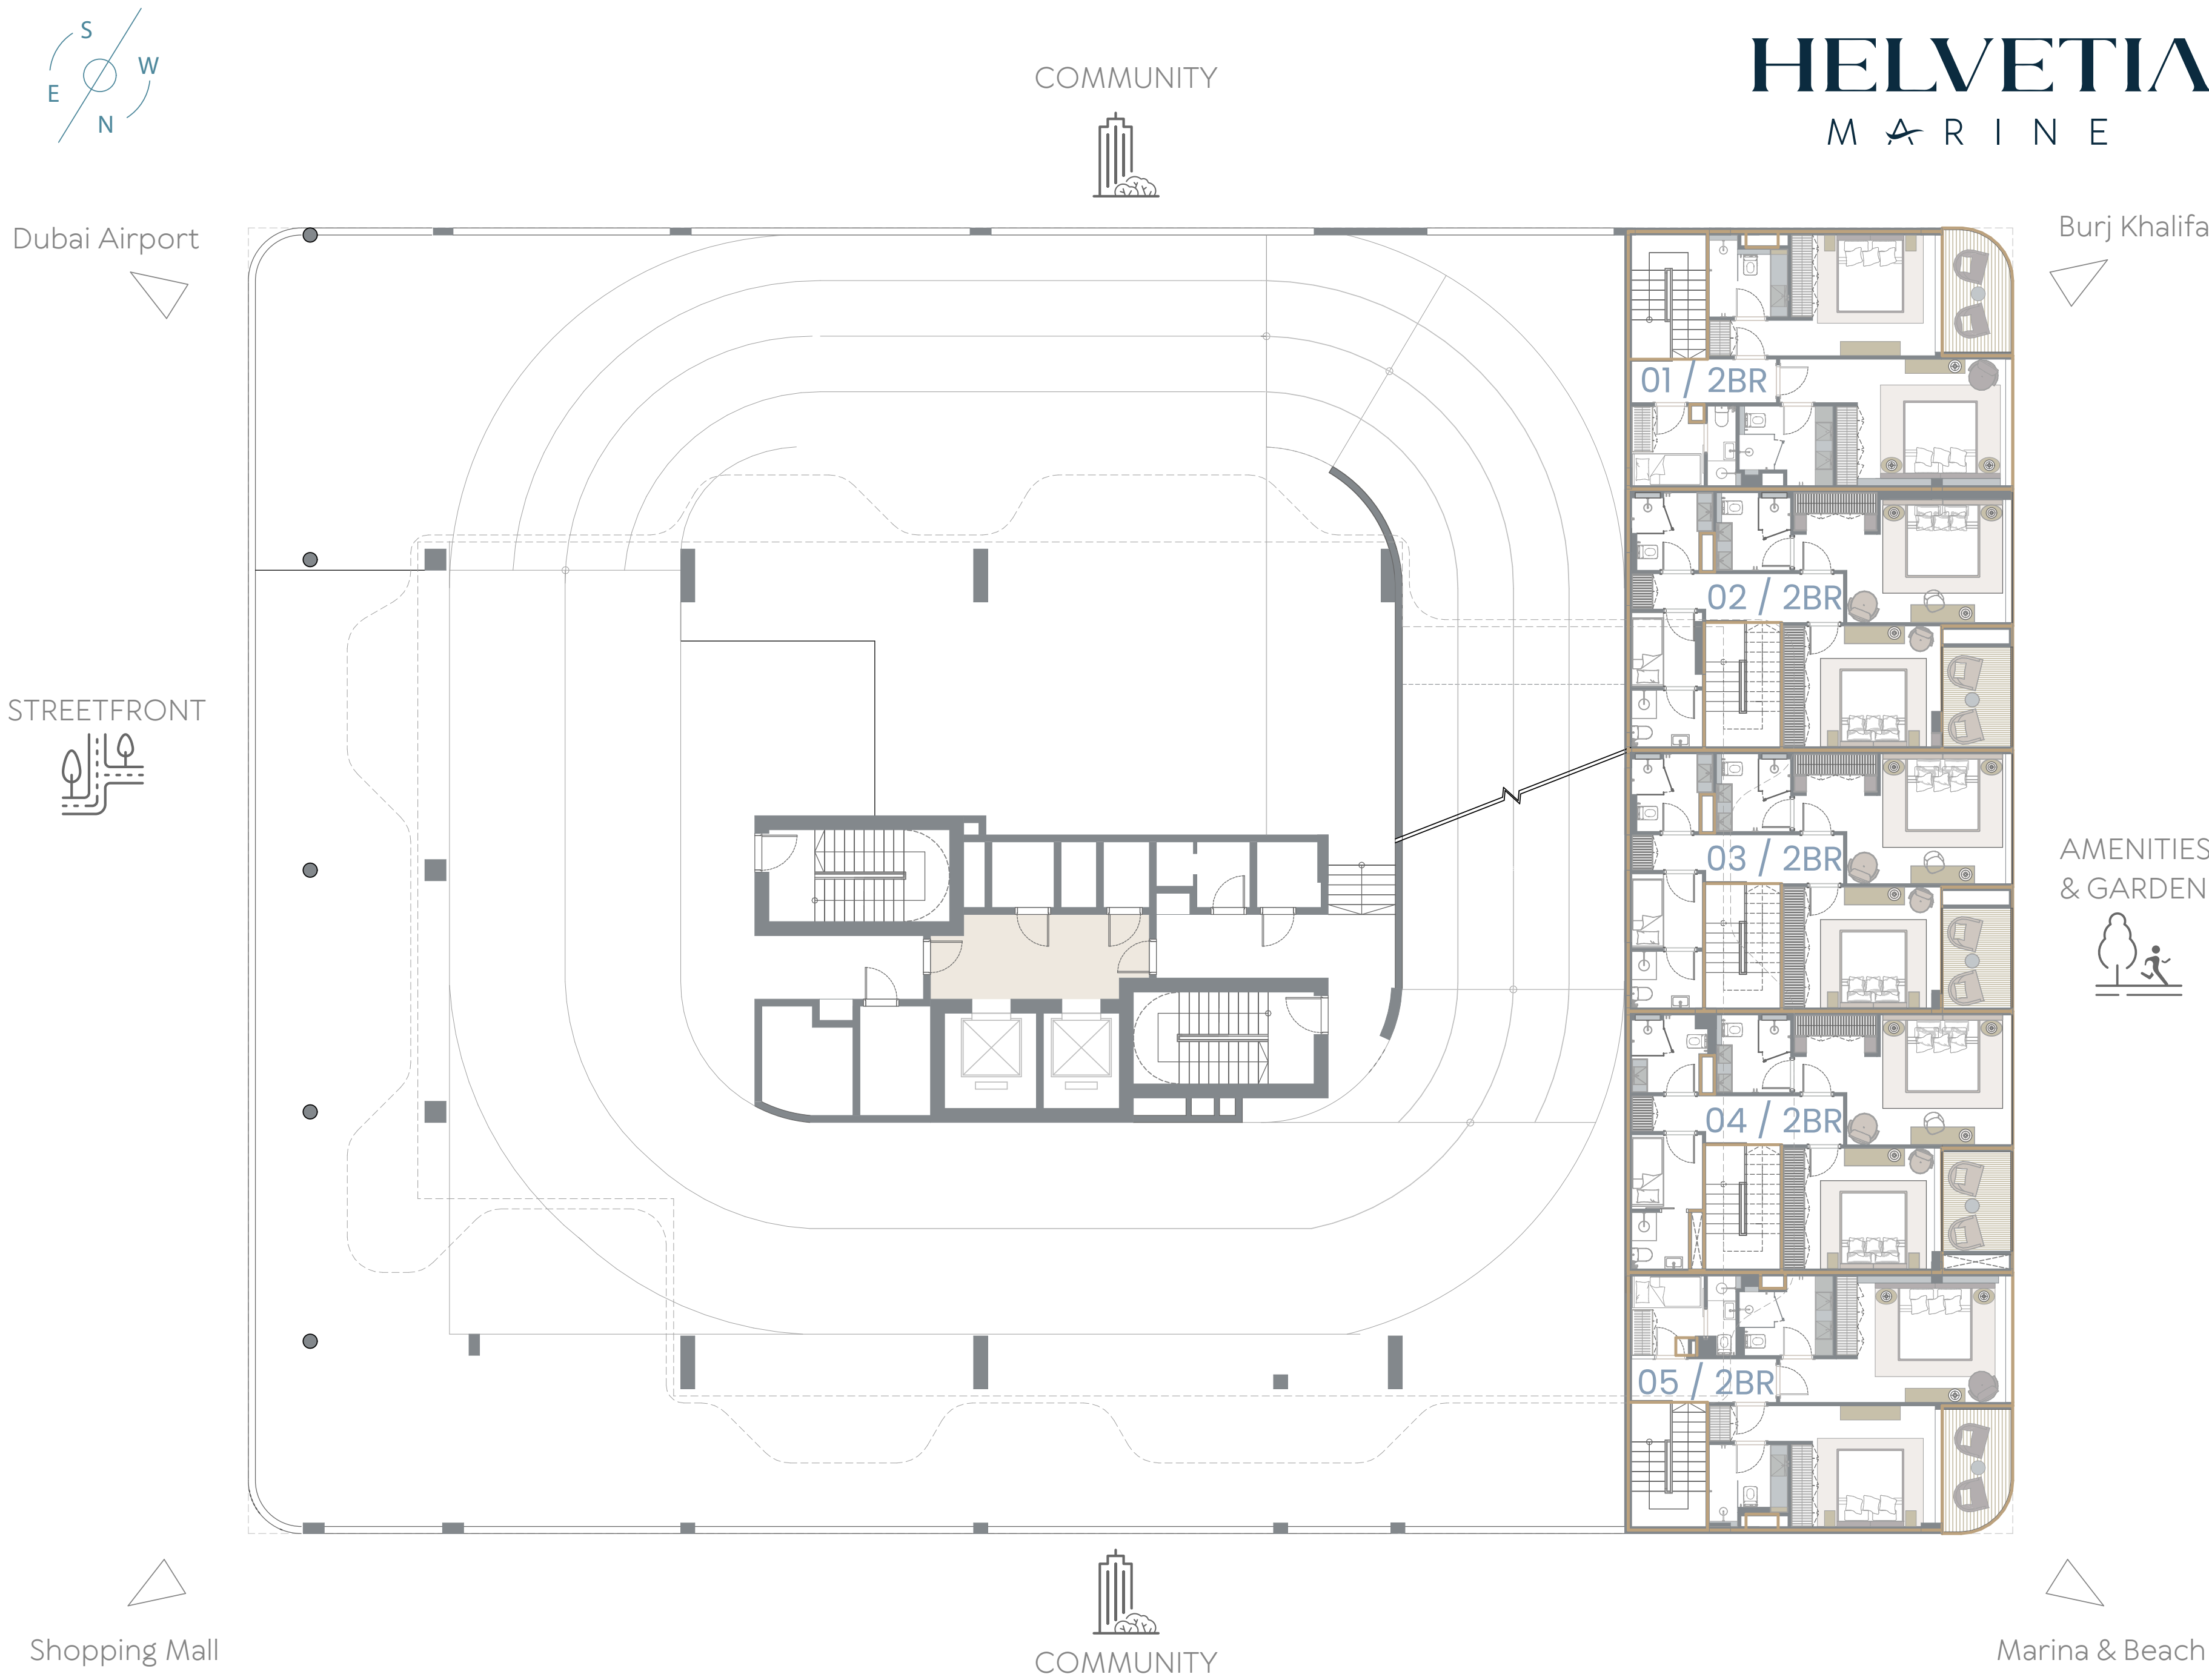 S
W
E
N
COMMUNITY
HELVETIA
MARINE
Dubai Airport
Burj Khalifa
01 / 2BR
02 / 2BR
STREETFRONT
03 / 2BR
AMENITIES
& GARDEN
04 / 2BR
05 / 2BR
Shopping Mall
COMMUNITY
Marina & Beach